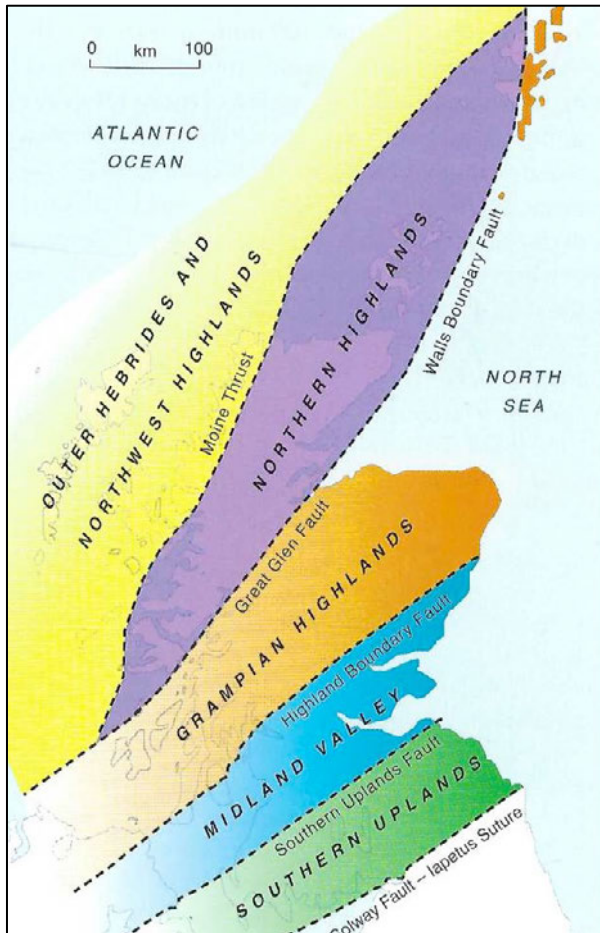 0 km 100
ATLANTIC
OCEAN
OUTER HEBRIDES AND
NORTHWEST HIGHLANDS
Moine Thrust
NORTHERN HIGHLANDS
Walls Boundary Fault
NORTH
SEA
Great Glen Fault
GRAMPIAN HIGHLANDS
Highland Boundary Fault
MIDLAND VALLEY
Southern Uplands Fault
SOUTHERN UPLANDS
Solway Fault – Iapetus Suture